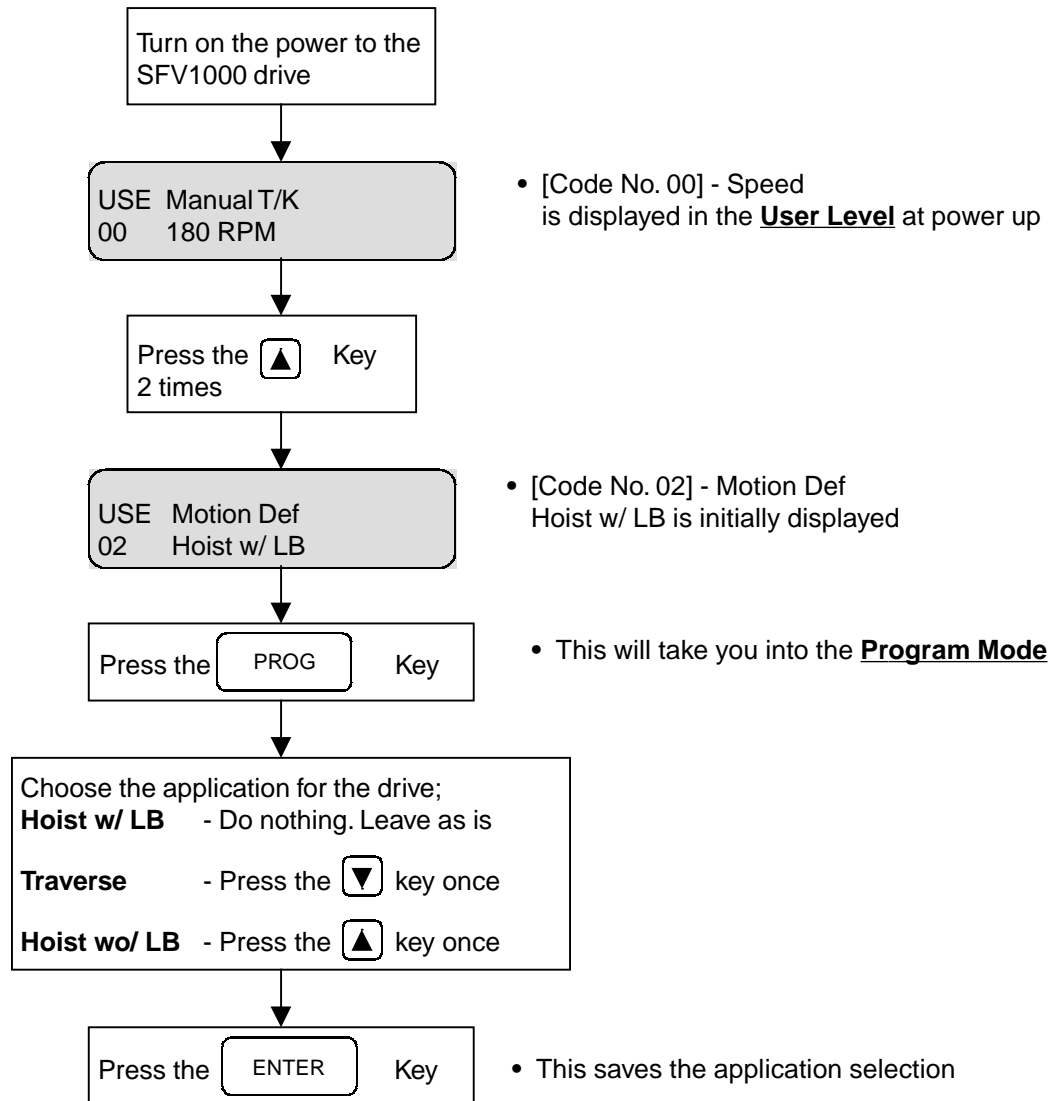 Turn on the power to the
SFV1000 drive
USE Manual T/K
00 180 RPM
• [Code No. 00] - Speed
is displayed in the User Level at power up
Press the ▲ Key
2 times
USE Motion Def
02 Hoist w/ LB
• [Code No. 02] - Motion Def
Hoist w/ LB is initially displayed
Press the PROG Key
• This will take you into the Program Mode
Choose the application for the drive;
Hoist w/ LB - Do nothing. Leave as is
Traverse - Press the ▼ key once
Hoist wo/ LB - Press the ▲ key once
Press the ENTER Key
• This saves the application selection